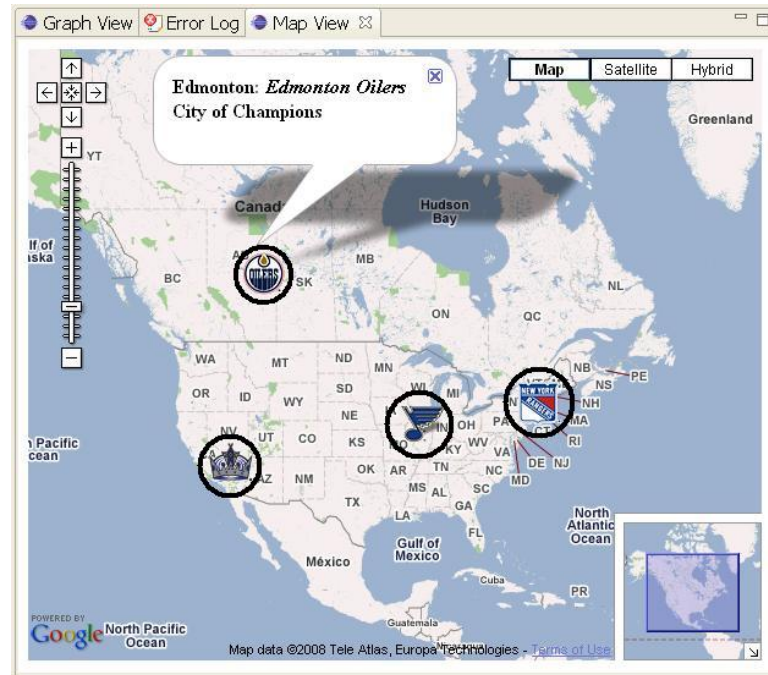 Graph View Error Log Map View
Edmonton: Edmonton Oilers
City of Champions
Map Satellite Hybrid
Greenland
YT
Canad
Hudson
Bay
lf of
ska
OILERS
BC
SK
MB
NL
ON
QC
WA
MT
ND
MN
NB
PE
NS
OR
ID
WY
SD
WI
MI
NEW YORK
RANGERS
NH
MA
NE
NV
UT
CO
KS
MO
IN
OH
PA
CT
RI
WV
VA
KY
NJ
DE
MD
n Pacific
cean
AZ
NM
OK
AR
TN
NC
SC
MS
AL
GA
TX
LA
FL
North
Atlantic
Ocean
Gulf of
Mexico
México
Cuba
PR
Guatemala
POWERED BY
Google
North Pacific
Ocean
Map data ©2008 Tele Atlas, Europa Technologies - Terms of Use